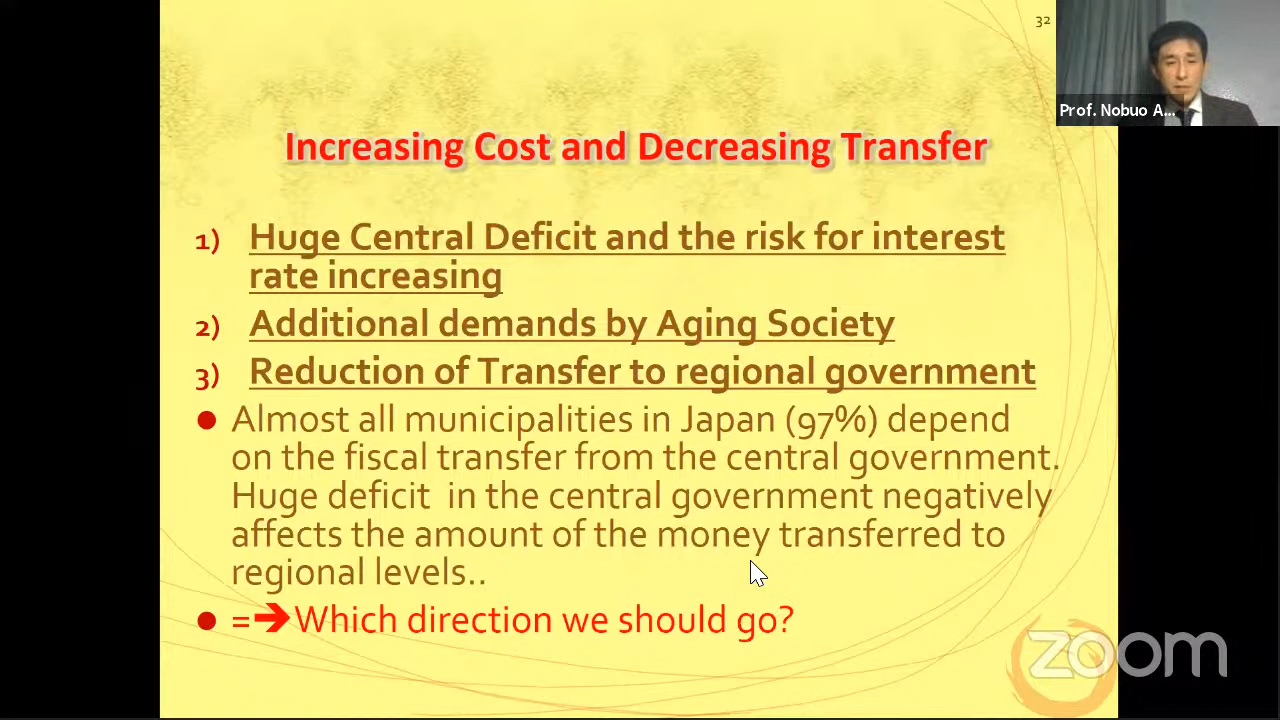 32
Prof. Nobuo A...
Increasing Cost and Decreasing Transfer
1) Huge Central Deficit and the risk for interest
rate increasing
2) Additional demands by Aging Society
3) Reduction of Transfer to regional government
● Almost all municipalities in Japan (97%) depend
on the fiscal transfer from the central government.
Huge deficit in the central government negatively
affects the amount of the money transferred to
regional levels..
● =➔Which direction we should go?
zoom